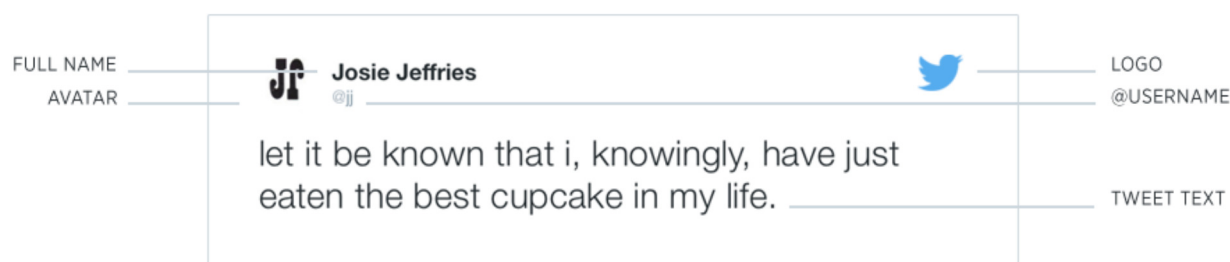 FULL NAME
AVATAR
Jr
Josie Jeffries
@jj
LOGO
@USERNAME
let it be known that i, knowingly, have just
eaten the best cupcake in my life.
TWEET TEXT